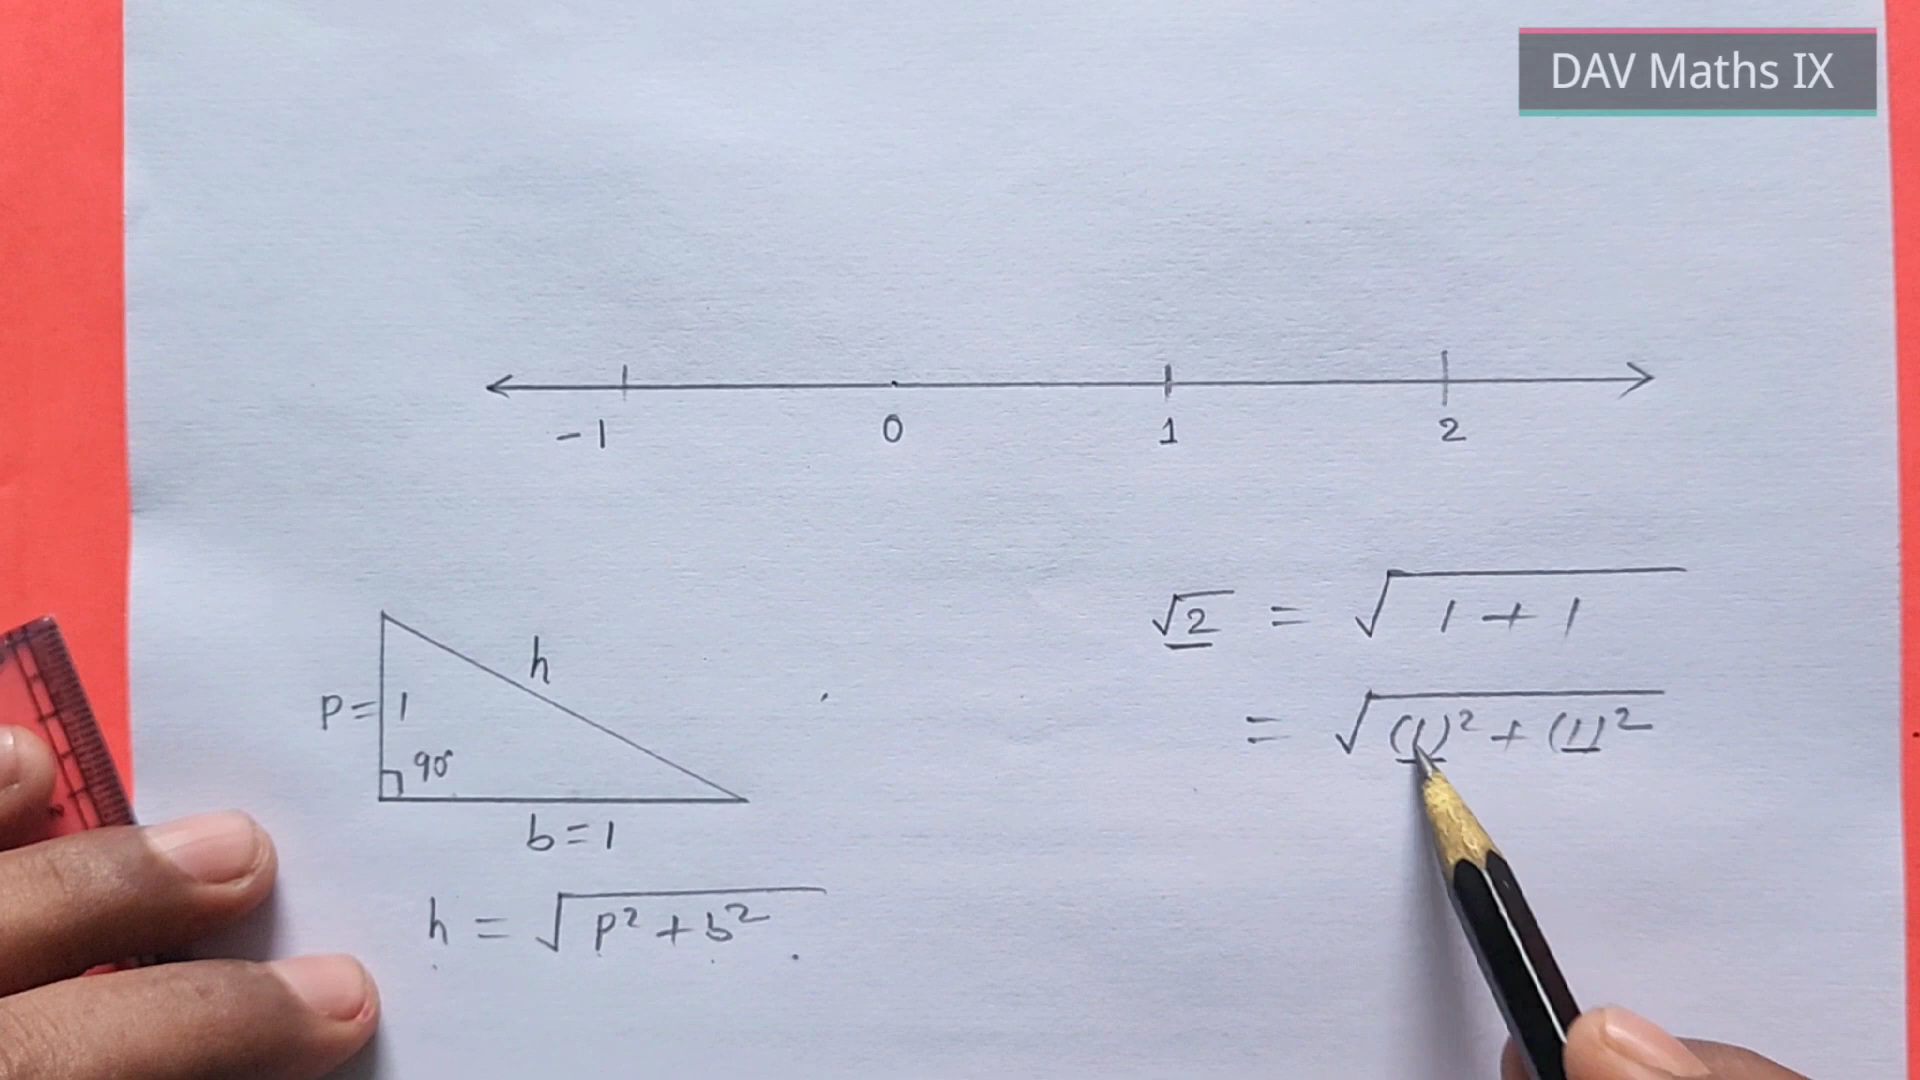 DAV Maths IX
-1 0 1 2
√2 = √1 + 1
= √(1)² + (1)²
h
p = 1
90°
b = 1
h = √p² + b²